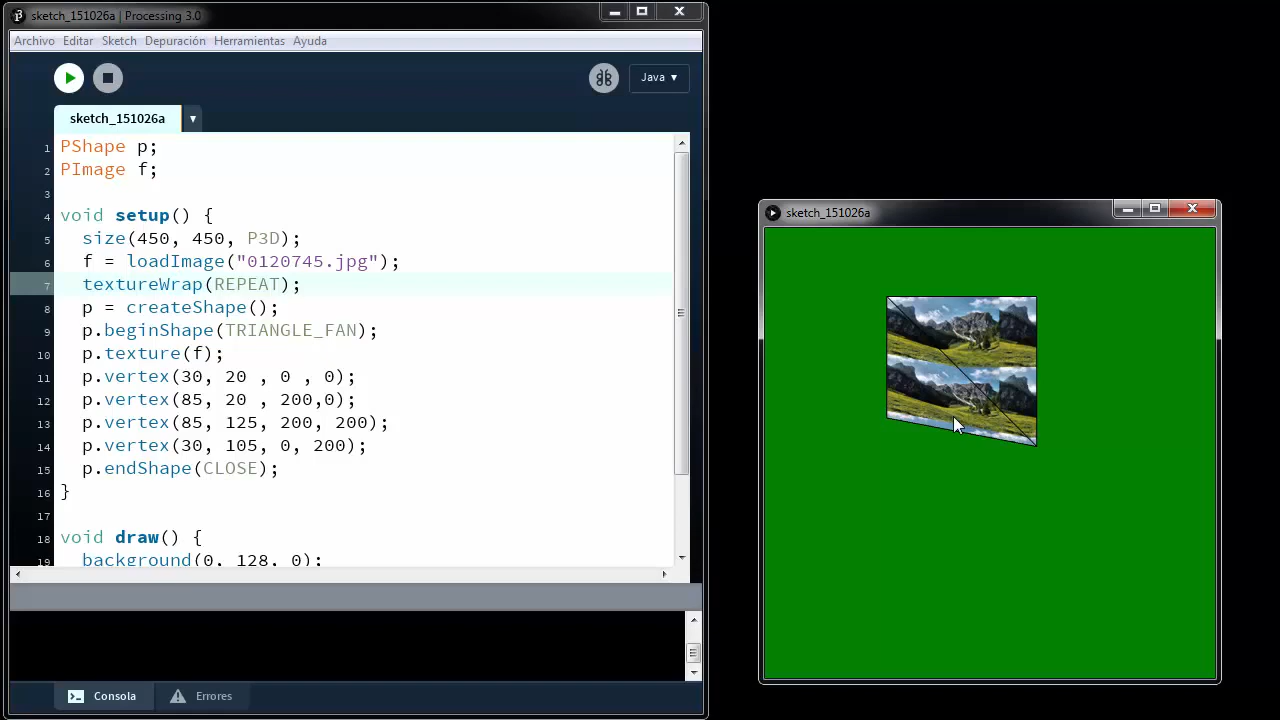 sketch_151026a | Processing 3.0
Archivo Editar Sketch Depuración Herramientas Ayuda
Java ▾
sketch_151026a ▾
1 PShape p;
2 PImage f;
3
4 void setup() {
5 size(450, 450, P3D);
6 f = loadImage("0120745.jpg");
7 textureWrap(REPEAT);
8 p = createShape();
9 p.beginShape(TRIANGLE_FAN);
10 p.texture(f);
11 p.vertex(30, 20 , 0 , 0);
12 p.vertex(85, 20 , 200,0);
13 p.vertex(85, 125, 200, 200);
14 p.vertex(30, 105, 0, 200);
15 p.endShape(CLOSE);
16 }
17
18 void draw() {
19 background(0, 128, 0);
Consola Errores
sketch_151026a